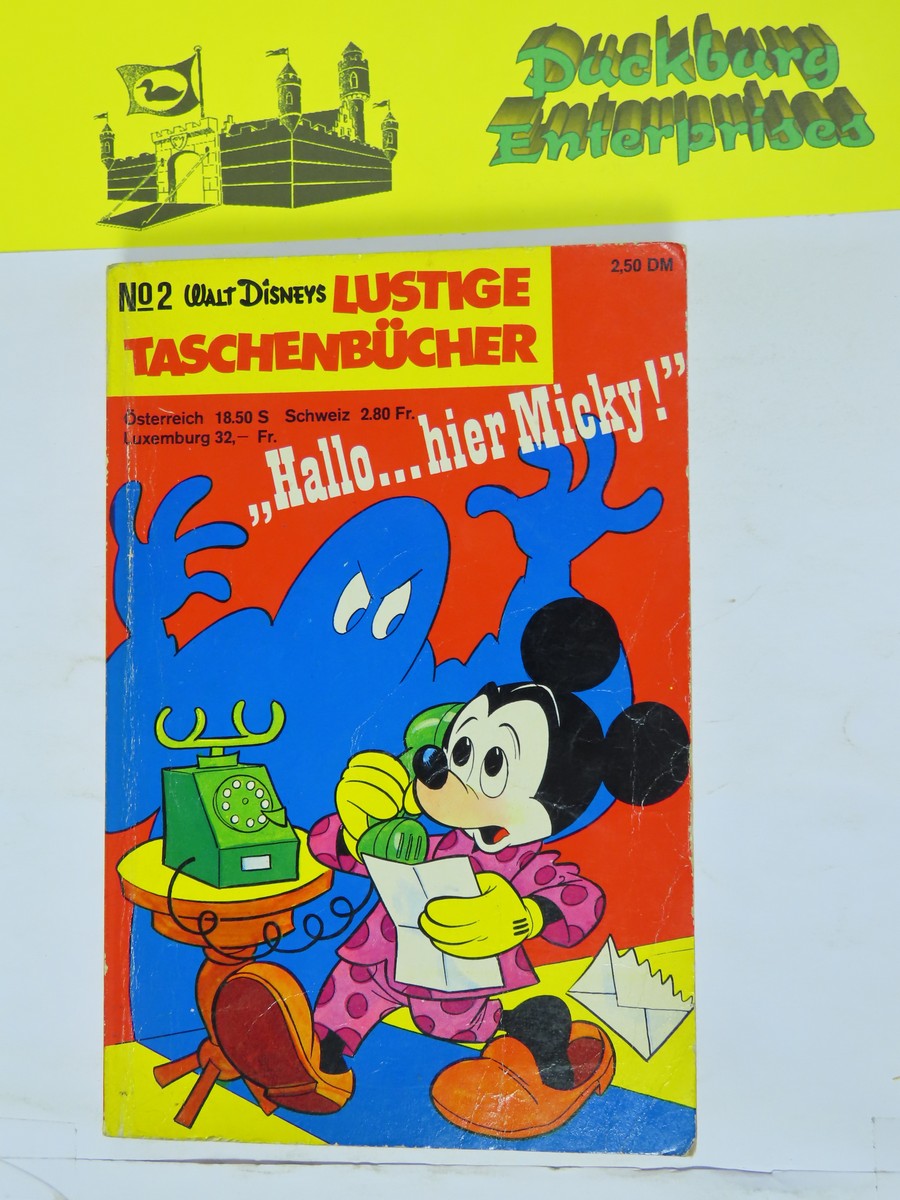 Duckburg
Enterprises
No 2 WALT DISNEYS LUSTIGE
TASCHENBÜCHER
2,50 DM
Österreich 18.50 S Schweiz 2.80 Fr.
Luxemburg 32,– Fr.
„Hallo...hier Micky!”